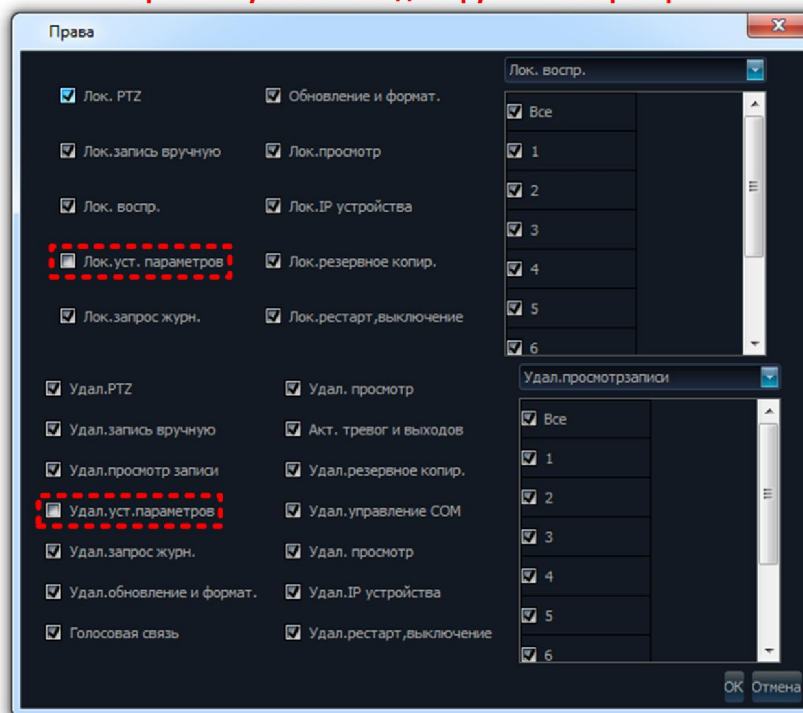 Права
Лок. воспр.
Лок. PTZ
Обновление и формат.
Все
Лок.запись вручную
Лок.просмотр
1
2
Лок. воспр.
Лок.IP устройства
3
Лок.уст. параметров
Лок.резервное копир.
4
5
Лок.запрос журн.
Лок.рестарт,выключение
6
Удал.просмотрзаписи
Удал.PTZ
Удал. просмотр
Все
Удал.запись вручную
Акт. тревог и выходов
1
Удал.просмотр записи
Удал.резервное копир.
2
Удал.уст.параметров
Удал.управление COM
3
Удал.запрос журн.
Удал. просмотр
4
Удал.обновление и формат.
Удал.IP устройства
5
Голосовая связь
Удал.рестарт,выключение
6
OK
Отмена